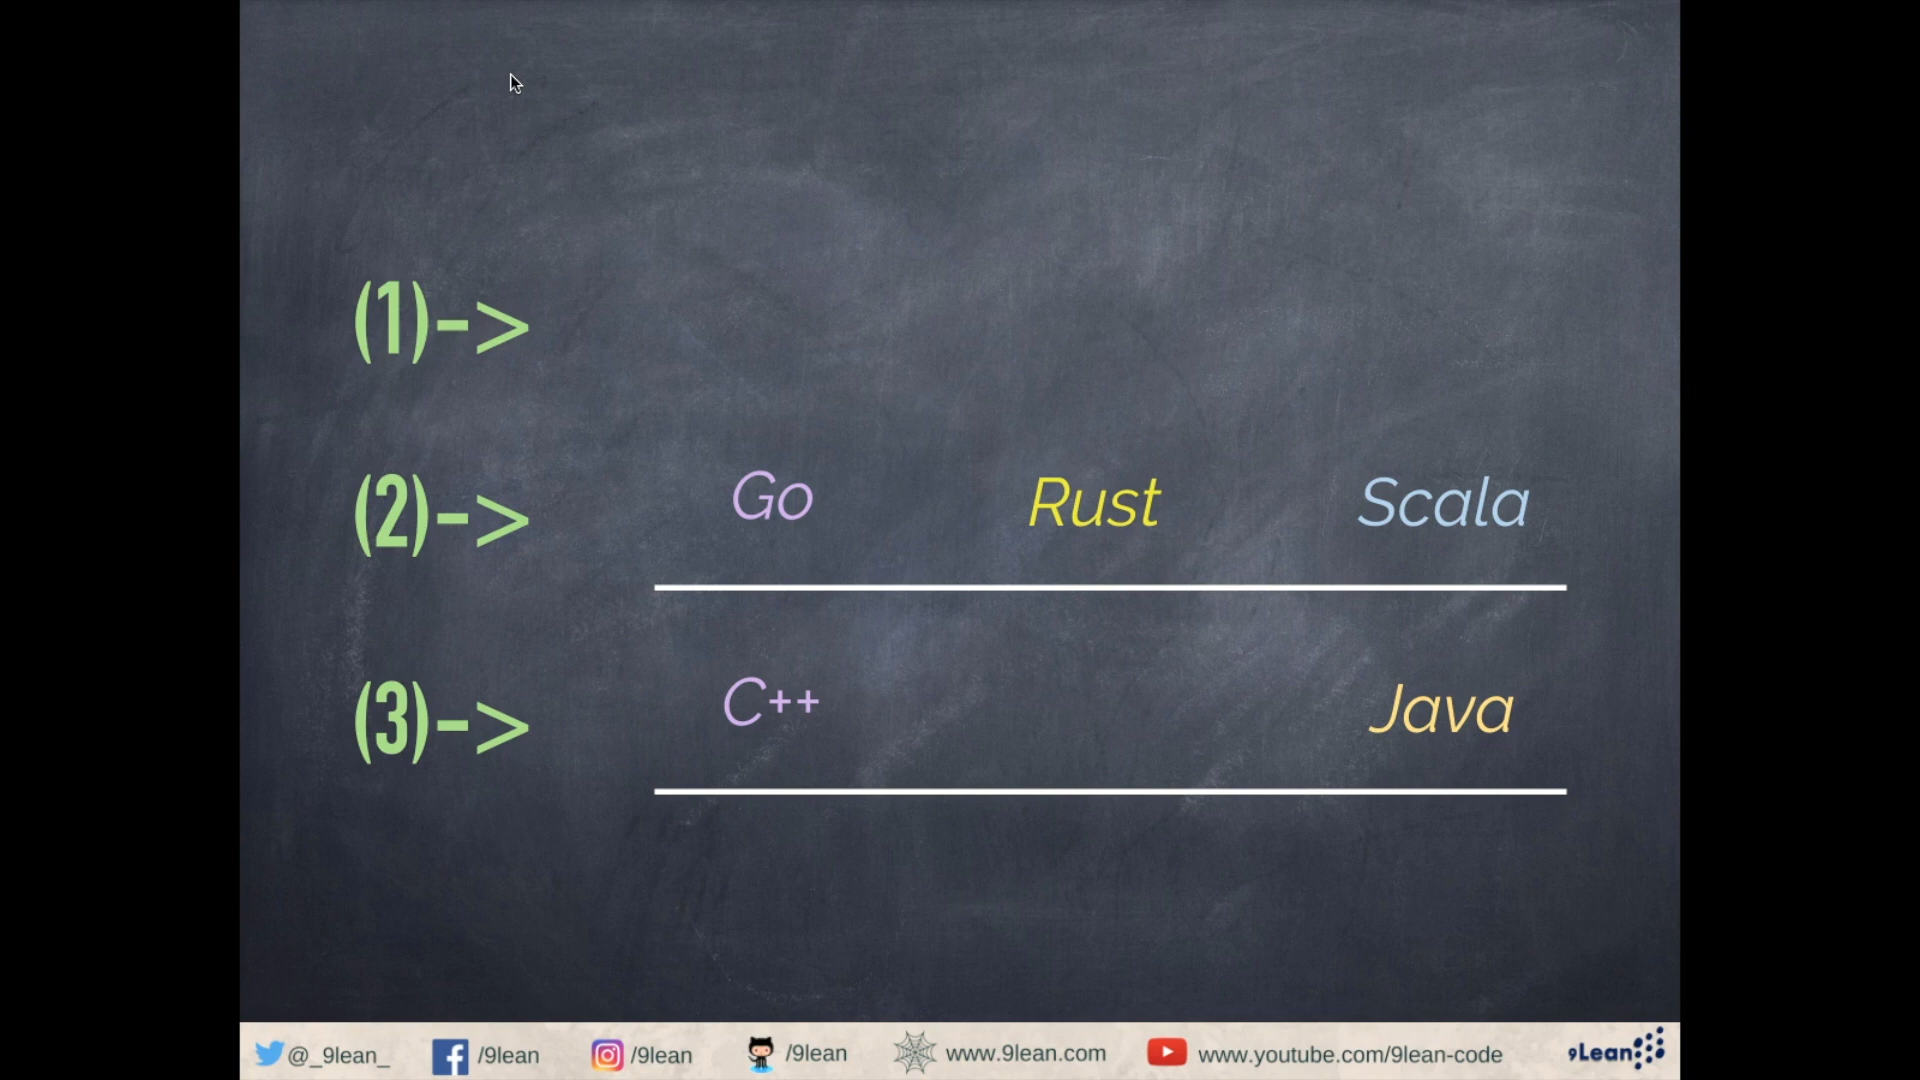 (1)->
(2)-> Go Rust Scala
(3)-> C++ Java
@_9lean_ /9lean /9lean /9lean www.9lean.com www.youtube.com/9lean-code 9Lean